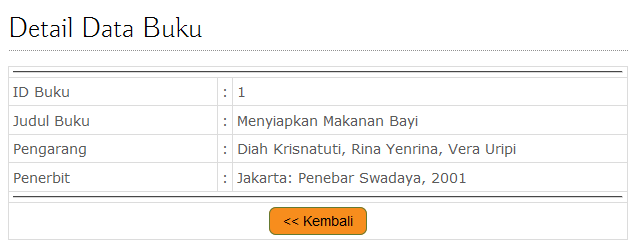 Detail Data Buku
ID Buku : 1
Judul Buku : Menyiapkan Makanan Bayi
Pengarang : Diah Krisnatuti, Rina Yenrina, Vera Uripi
Penerbit : Jakarta: Penebar Swadaya, 2001
<< Kembali